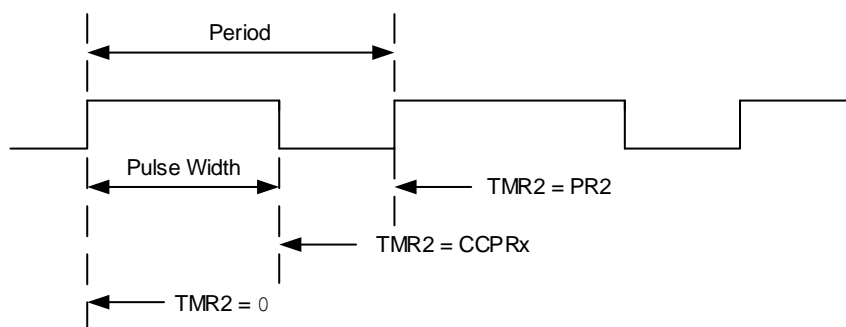 Period
Pulse Width
TMR2 = PR2
TMR2 = CCPRx
TMR2 = 0